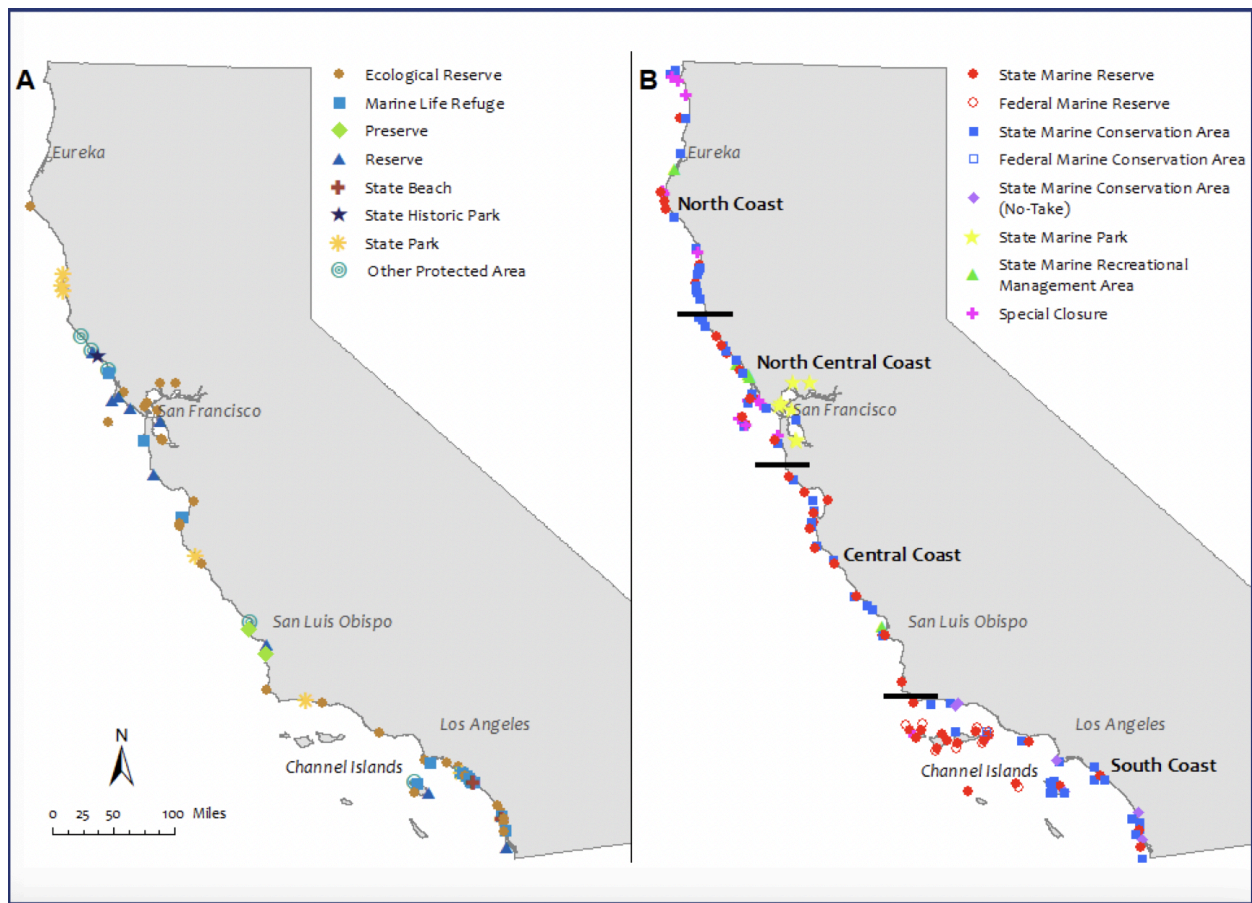 A
Ecological Reserve
Marine Life Refuge
Preserve
Reserve
State Beach
State Historic Park
State Park
Other Protected Area
Eureka
San Francisco
San Luis Obispo
Los Angeles
Channel Islands
N
0 25 50 100 Miles
B
State Marine Reserve
Federal Marine Reserve
State Marine Conservation Area
Federal Marine Conservation Area
State Marine Conservation Area
(No-Take)
State Marine Park
State Marine Recreational
Management Area
Special Closure
Eureka
North Coast
North Central Coast
San Francisco
Central Coast
San Luis Obispo
Los Angeles
Channel Islands
South Coast